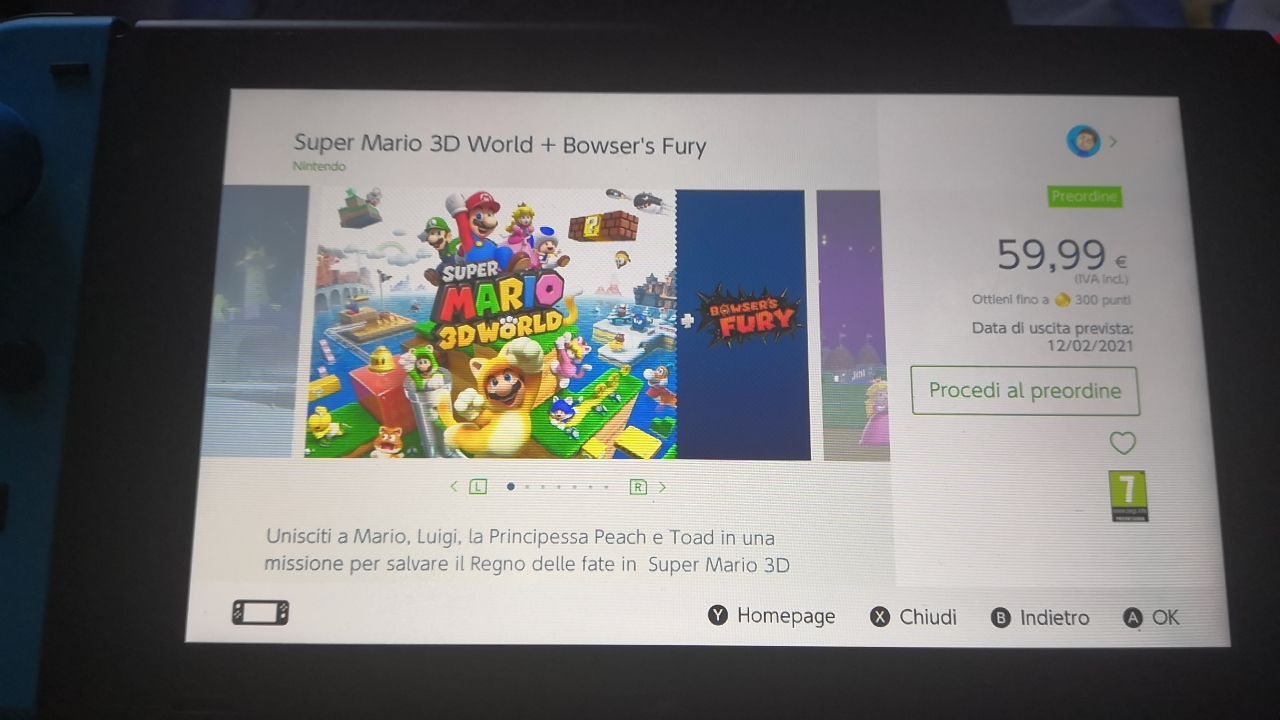 Super Mario 3D World + Bowser's Fury
Nintendo
Preordine
59,99 €
(IVA incl.)
Ottieni fino a 300 punti
Data di uscita prevista:
12/02/2021
Procedi al preordine
SUPER
MARIO
3D WORLD
+
BOWSER'S
FURY
L
R
7
Unisciti a Mario, Luigi, la Principessa Peach e Toad in una
missione per salvare il Regno delle fate in Super Mario 3D
Y Homepage
X Chiudi
B Indietro
A OK